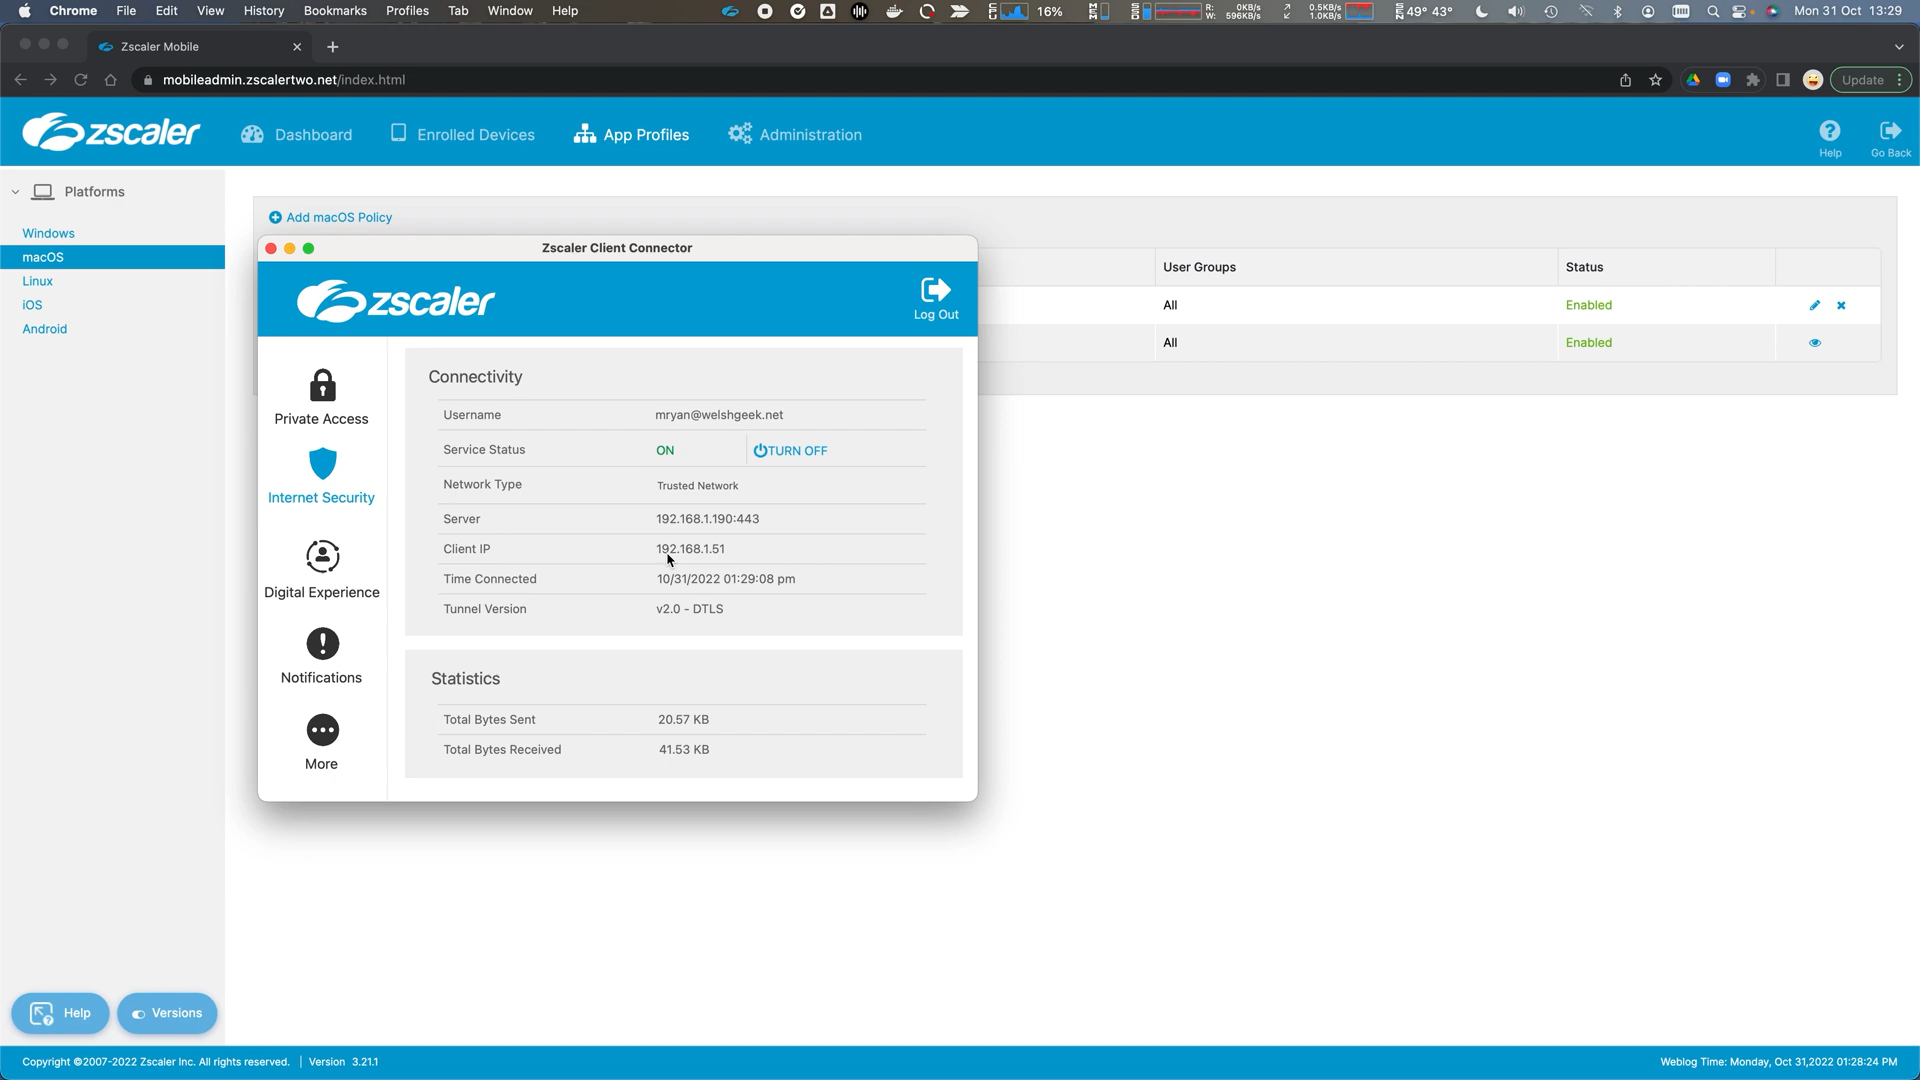 Chrome File Edit View History Bookmarks Profiles Tab Window Help 16% R: 0KB/s W: 596KB/s 0.5KB/s 1.0KB/s 49° 43° Mon 31 Oct 13:29
Zscaler Mobile
mobileadmin.zscalertwo.net/index.html Update
zscaler Dashboard Enrolled Devices App Profiles Administration Help Go Back
Platforms
Windows
macOS
Linux
iOS
Android
Add macOS Policy
User Groups Status
All Enabled
All Enabled
Zscaler Client Connector
zscaler Log Out
Private Access
Internet Security
Digital Experience
Notifications
More
Connectivity
Username mryan@welshgeek.net
Service Status ON TURN OFF
Network Type Trusted Network
Server 192.168.1.190:443
Client IP 192.168.1.51
Time Connected 10/31/2022 01:29:08 pm
Tunnel Version v2.0 - DTLS
Statistics
Total Bytes Sent 20.57 KB
Total Bytes Received 41.53 KB
Help Versions
Copyright ©2007-2022 Zscaler Inc. All rights reserved. | Version 3.21.1 Weblog Time: Monday, Oct 31,2022 01:28:24 PM